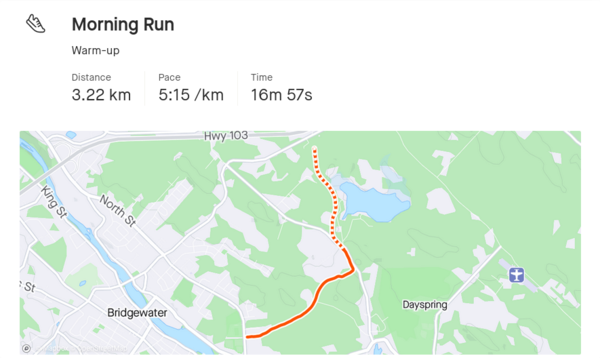 Morning Run
Warm-up
Distance
Pace
Time
3.22 km
5:15 /km
16m 57s
Hwy 103
King St
North St
s St
Bridgewater
Dayspring